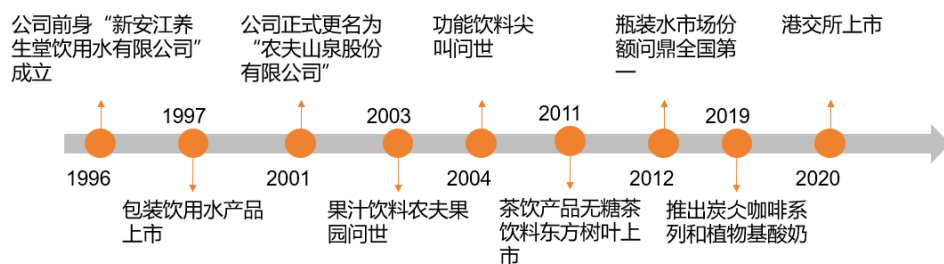 公司前身“新安江养
生堂饮用水有限公司”
成立
公司正式更名为
“农夫山泉股份
有限公司”
功能饮料尖
叫问世
瓶装水市场份
额问鼎全国第
一
港交所上市
1997
2003
2011
2019
1996
2001
2004
2012
2020
包装饮用水产品
上市
果汁饮料农夫果
园问世
茶饮产品无糖茶
饮料东方树叶上
市
推出炭仌咖啡系
列和植物基酸奶